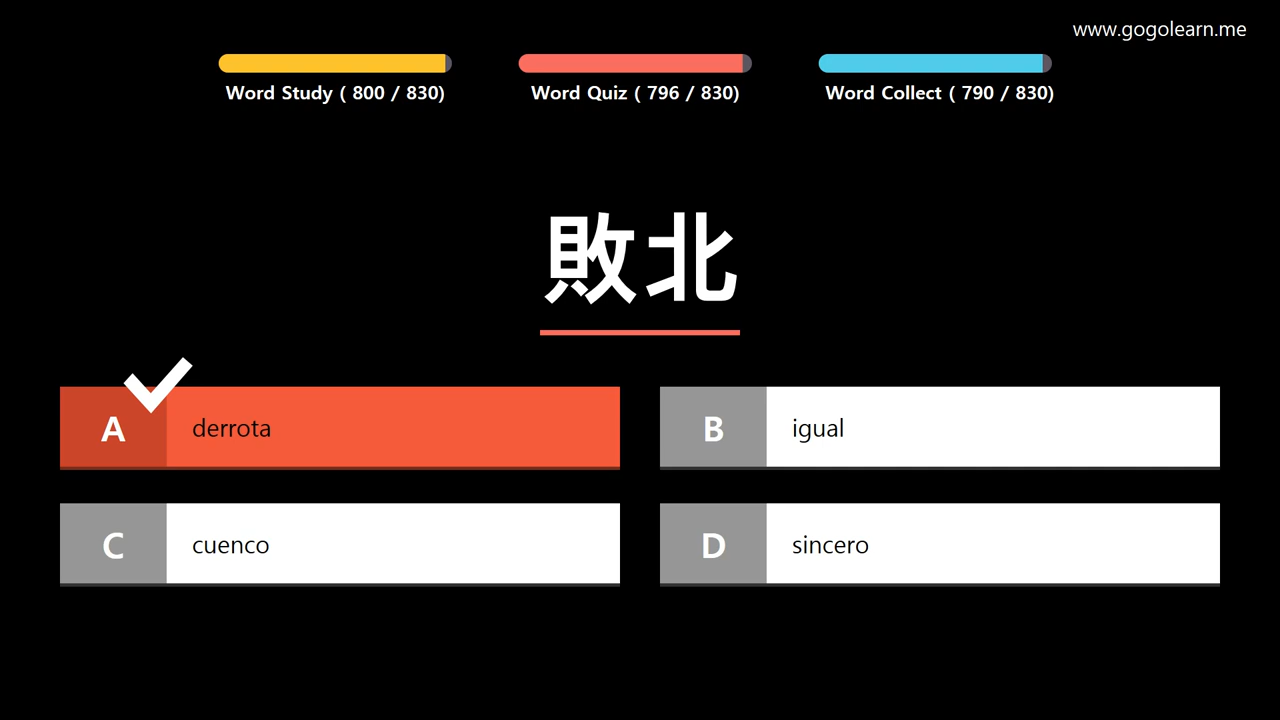 www.gogolearn.me
Word Study ( 800 / 830)
Word Quiz ( 796 / 830)
Word Collect ( 790 / 830)
敗北
A derrota
B igual
C cuenco
D sincero